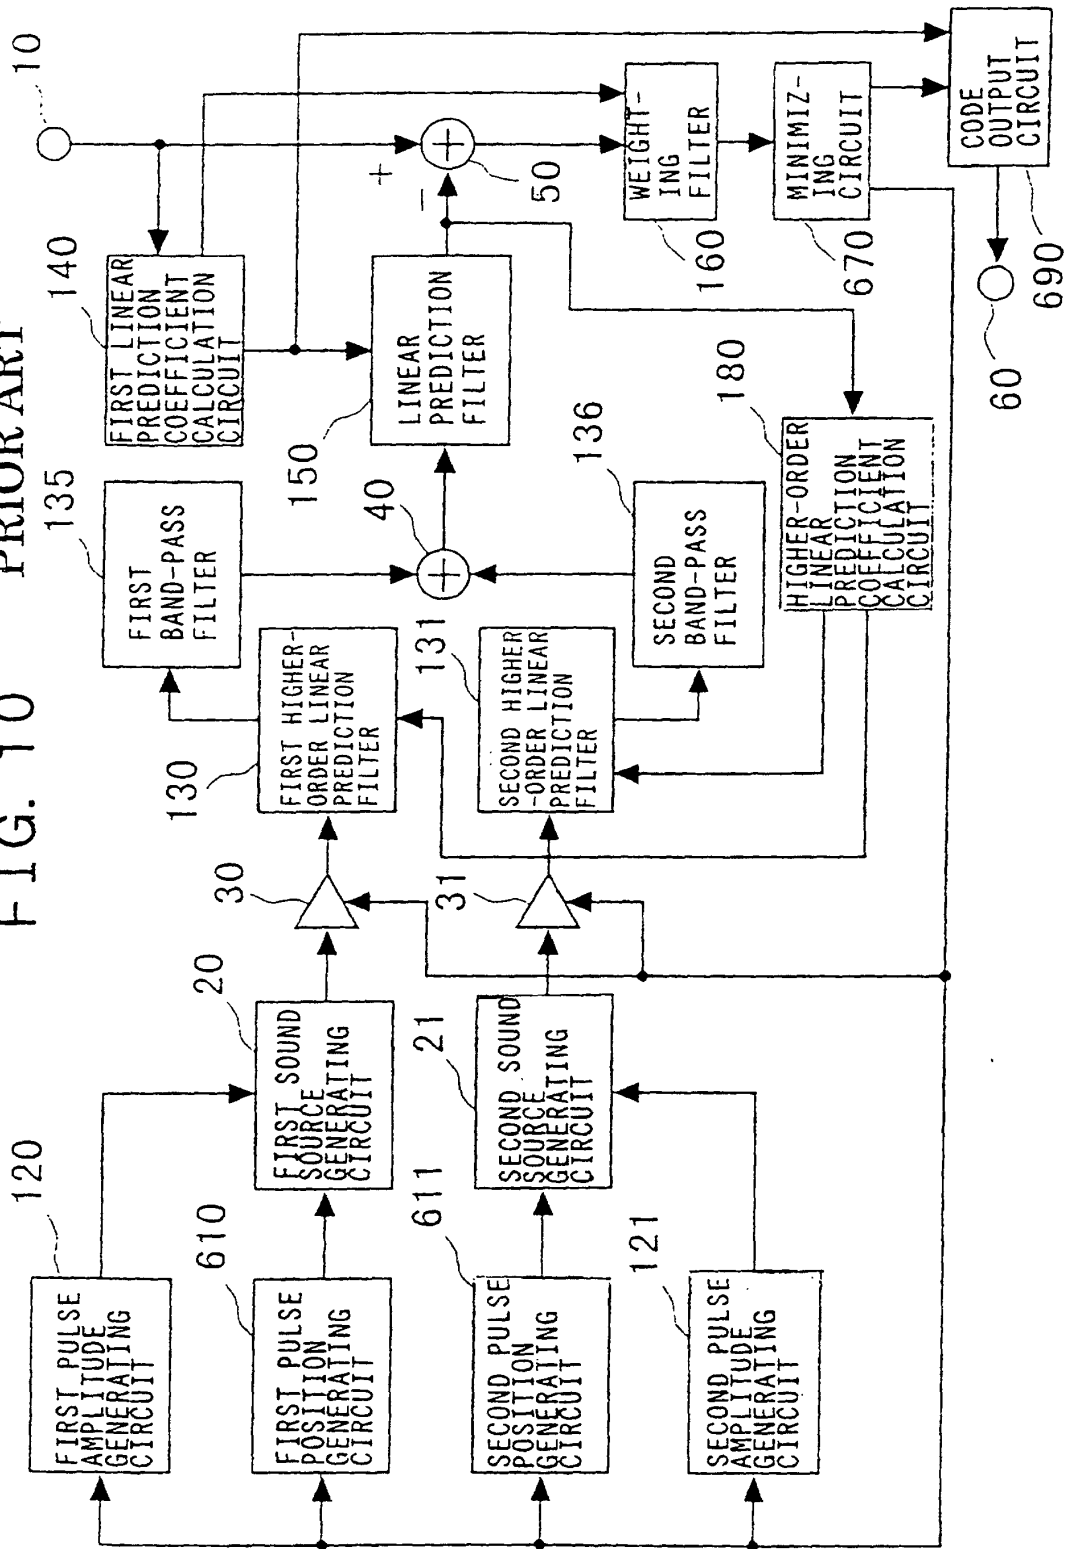 FIG. 10 PRIOR ART
120
FIRST PULSE
AMPLITUDE
GENERATING
CIRCUIT
610
FIRST PULSE
POSITION
GENERATING
CIRCUIT
611
SECOND PULSE
POSITION
GENERATING
CIRCUIT
121
SECOND PULSE
AMPLITUDE
GENERATING
CIRCUIT
20
FIRST SOUND
SOURCE
GENERATING
CIRCUIT
21
SECOND SOUND
SOURCE
GENERATING
CIRCUIT
30
31
130
FIRST HIGHER-
ORDER LINEAR
PREDICTION
FILTER
131
SECOND HIGHER
-ORDER LINEAR
PREDICTION
FILTER
135
FIRST
BAND-PASS
FILTER
40
+
136
SECOND
BAND-PASS
FILTER
180
HIGHER-ORDER
LINEAR
PREDICTION
COEFFICIENT
CALCULATION
CIRCUIT
140
FIRST LINEAR
PREDICTION
COEFFICIENT
CALCULATION
CIRCUIT
150
LINEAR
PREDICTION
FILTER
10
+
−
+
50
160
WEIGHT-
ING
FILTER
670
MINIMIZ-
ING
CIRCUIT
690
CODE
OUTPUT
CIRCUIT
60